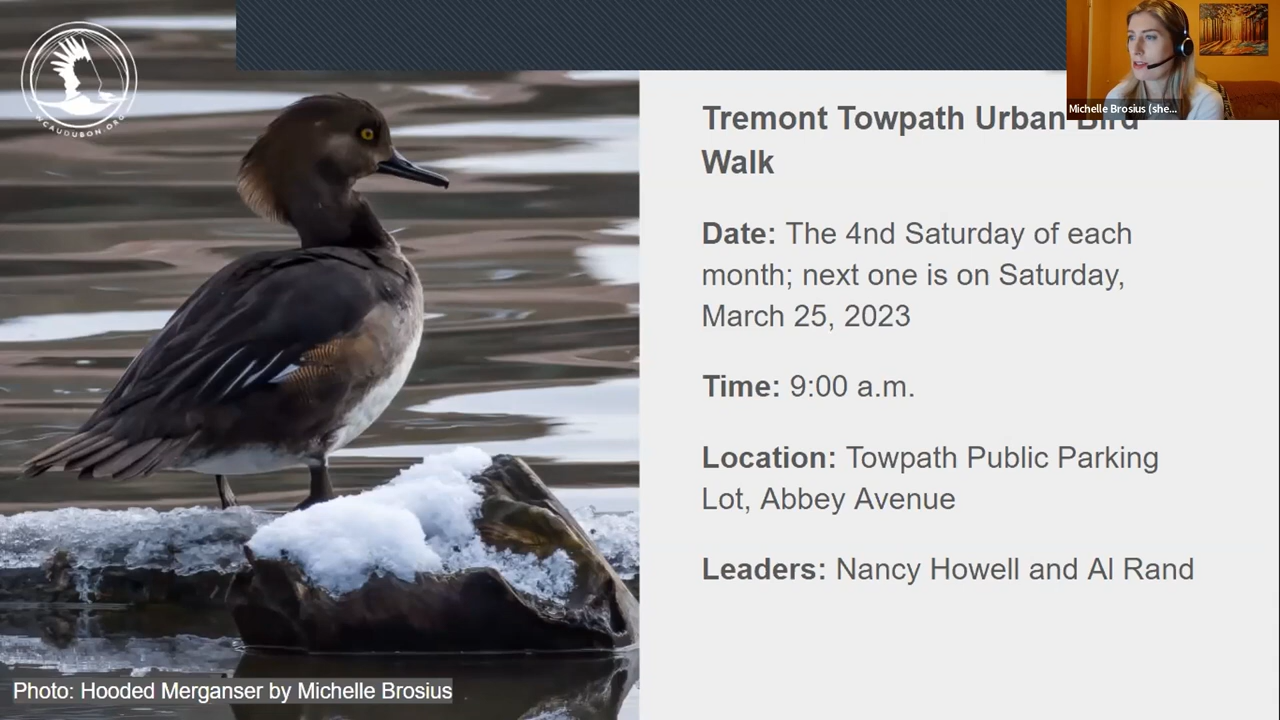 WCAUDUBON.ORG
Michelle Brosius (she...
Tremont Towpath Urban Bird
Walk
Date: The 4nd Saturday of each
month; next one is on Saturday,
March 25, 2023
Time: 9:00 a.m.
Location: Towpath Public Parking
Lot, Abbey Avenue
Leaders: Nancy Howell and Al Rand
Photo: Hooded Merganser by Michelle Brosius